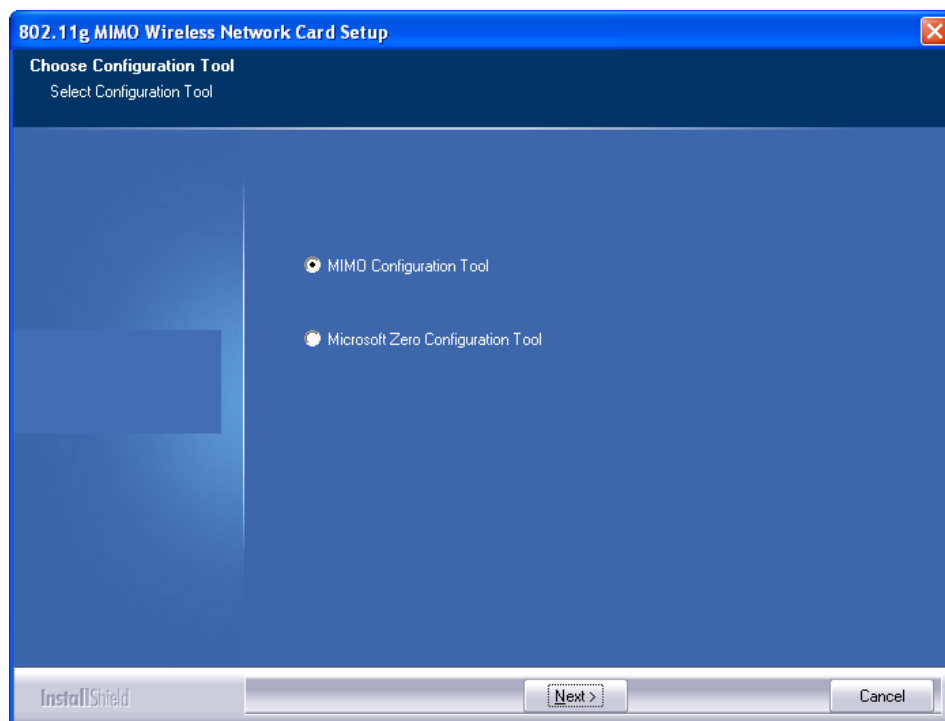 802.11g MIMO Wireless Network Card Setup
Choose Configuration Tool
Select Configuration Tool
MIMO Configuration Tool
Microsoft Zero Configuration Tool
InstallShield
Next >
Cancel